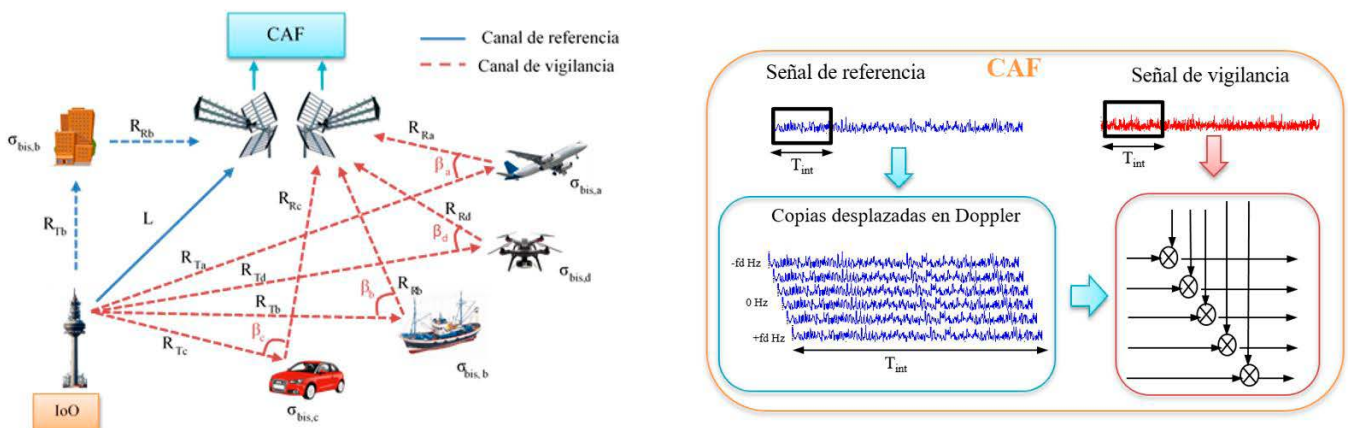 CAF
Canal de referencia
Canal de vigilancia
σbis,b
RRb
RTb
L
RRa
βa
σbis,a
RRc
RRd
βd
σbis,d
RTa
RTd
RTb
βb
RRb
RTc
βc
σbis,b
σbis,c
IoO
CAF
Señal de referencia
Señal de vigilancia
Tint
Tint
Copias desplazadas en Doppler
-fd Hz
0 Hz
+fd Hz
Tint